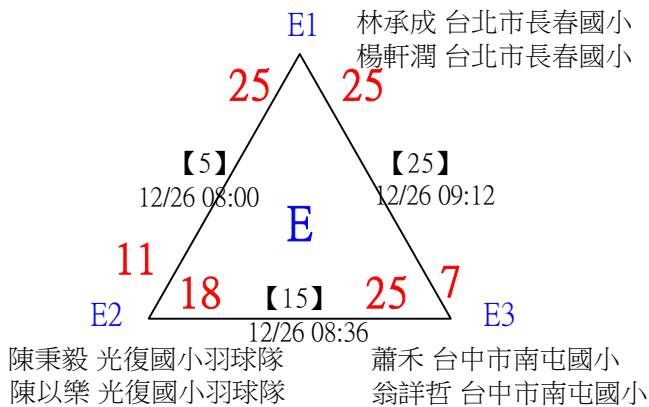 E1
林承成 台北市長春國小
楊軒潤 台北市長春國小
25 25
【5】 【25】
12/26 08:00 12/26 09:12
E
11 18 【15】 25 7
E2 E3
12/26 08:36
陳秉毅 光復國小羽球隊 蕭禾 台中市南屯國小
陳以樂 光復國小羽球隊 翁詳哲 台中市南屯國小